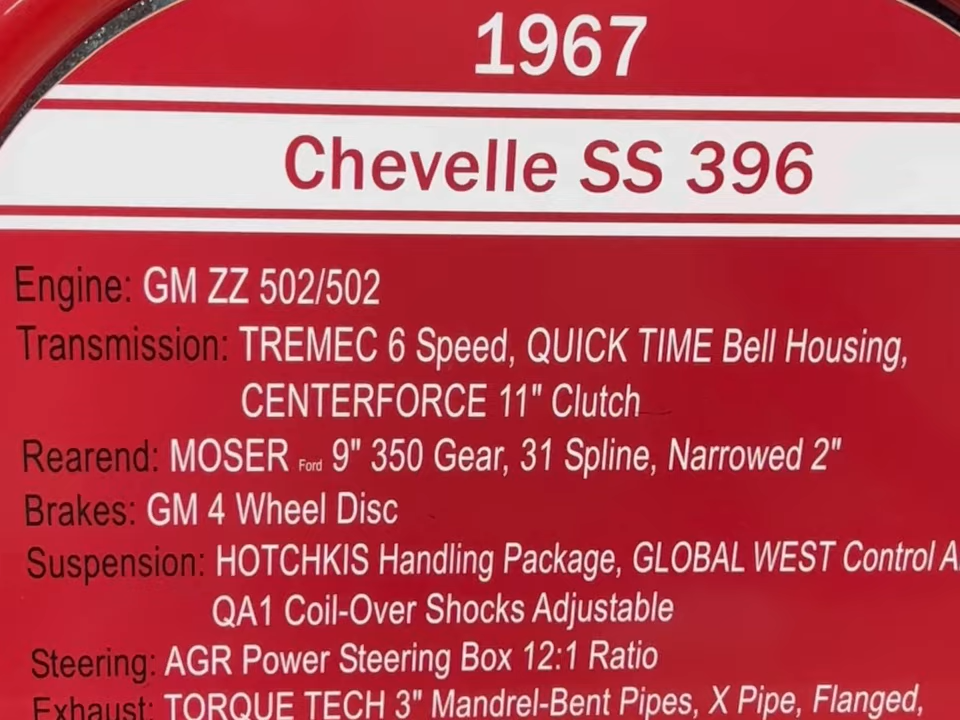 1967
Chevelle SS 396
Engine: GM ZZ 502/502
Transmission: TREMEC 6 Speed, QUICK TIME Bell Housing,
CENTERFORCE 11" Clutch
Rearend: MOSER Ford 9" 350 Gear, 31 Spline, Narrowed 2"
Brakes: GM 4 Wheel Disc
Suspension: HOTCHKIS Handling Package, GLOBAL WEST Control
QA1 Coil-Over Shocks Adjustable
Steering: AGR Power Steering Box 12:1 Ratio
Exhaust: TORQUE TECH 3" Mandrel-Bent Pipes, X Pipe, Flanged,